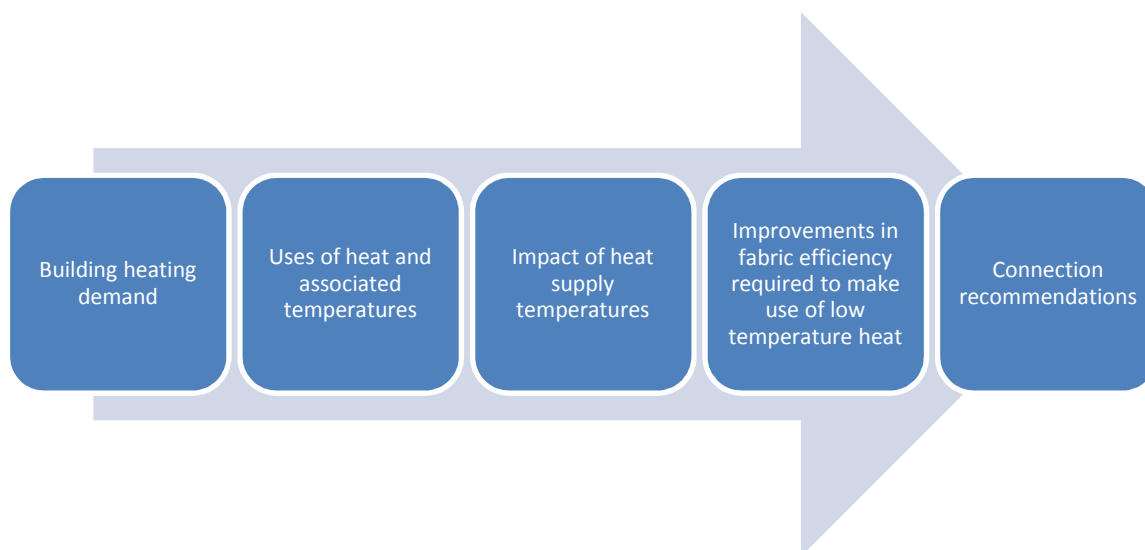 Building heating
demand
Uses of heat and
associated
temperatures
Impact of heat
supply
temperatures
Improvements in
fabric efficiency
required to make
use of low
temperature heat
Connection
recommendations